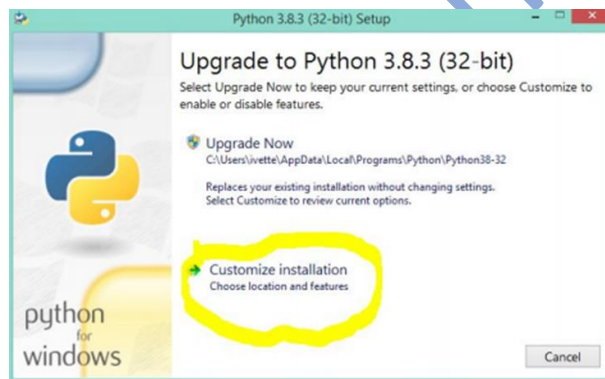 Python 3.8.3 (32-bit) Setup
Upgrade to Python 3.8.3 (32-bit)
Select Upgrade Now to keep your current settings, or choose Customize to
enable or disable features.
Upgrade Now
C:\Users\ivette\AppData\Local\Programs\Python\Python38-32
Replaces your existing installation without changing settings.
Select Customize to review current options.
Customize installation
Choose location and features
python
for
windows
Cancel